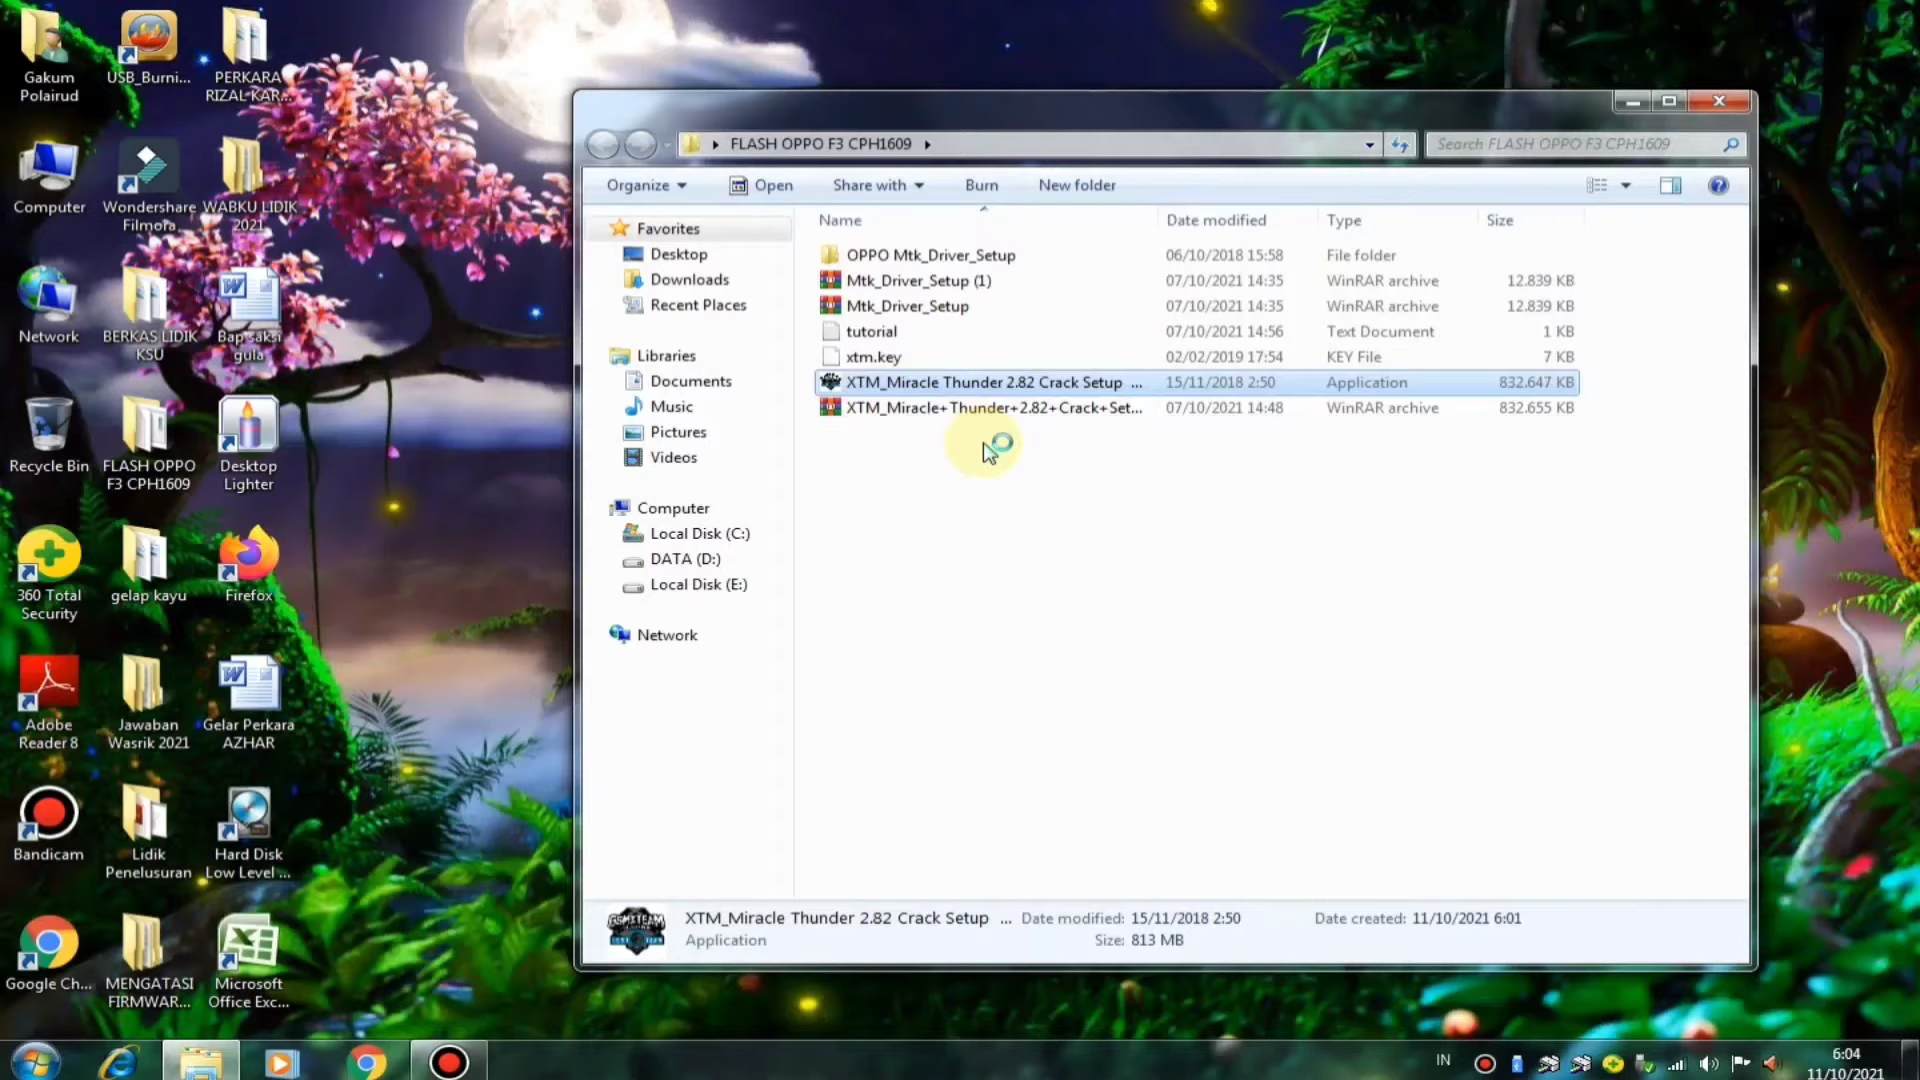 Gakum
Polairud
USB_Burni...
PERKARA
RIZAL KAR...
Computer
Wondershare
Filmora
WABKU LIDIK
2021
Network
BERKAS LIDIK
KSU
Bap saksi
gula
Recycle Bin
FLASH OPPO
F3 CPH1609
Desktop
Lighter
360 Total
Security
gelap kayu
Firefox
Adobe
Reader 8
Jawaban
Wasrik 2021
Gelar Perkara
AZHAR
Bandicam
Lidik
Penelusuran
Hard Disk
Low Level ...
Google Ch...
MENGATASI
FIRMWAR...
Microsoft
Office Exc...
FLASH OPPO F3 CPH1609
Search FLASH OPPO F3 CPH1609
Organize
Open
Share with
Burn
New folder
Favorites
Desktop
Downloads
Recent Places
Libraries
Documents
Music
Pictures
Videos
Computer
Local Disk (C:)
DATA (D:)
Local Disk (E:)
Network
Name Date modified Type Size
OPPO Mtk_Driver_Setup 06/10/2018 15:58 File folder
Mtk_Driver_Setup (1) 07/10/2021 14:35 WinRAR archive 12.839 KB
Mtk_Driver_Setup 07/10/2021 14:35 WinRAR archive 12.839 KB
tutorial 07/10/2021 14:56 Text Document 1 KB
xtm.key 02/02/2019 17:54 KEY File 7 KB
XTM_Miracle Thunder 2.82 Crack Setup ... 15/11/2018 2:50 Application 832.647 KB
XTM_Miracle+Thunder+2.82+Crack+Set... 07/10/2021 14:48 WinRAR archive 832.655 KB
XTM_Miracle Thunder 2.82 Crack Setup ... Date modified: 15/11/2018 2:50 Date created: 11/10/2021 6:01
Application Size: 813 MB
IN
6:04
11/10/2021